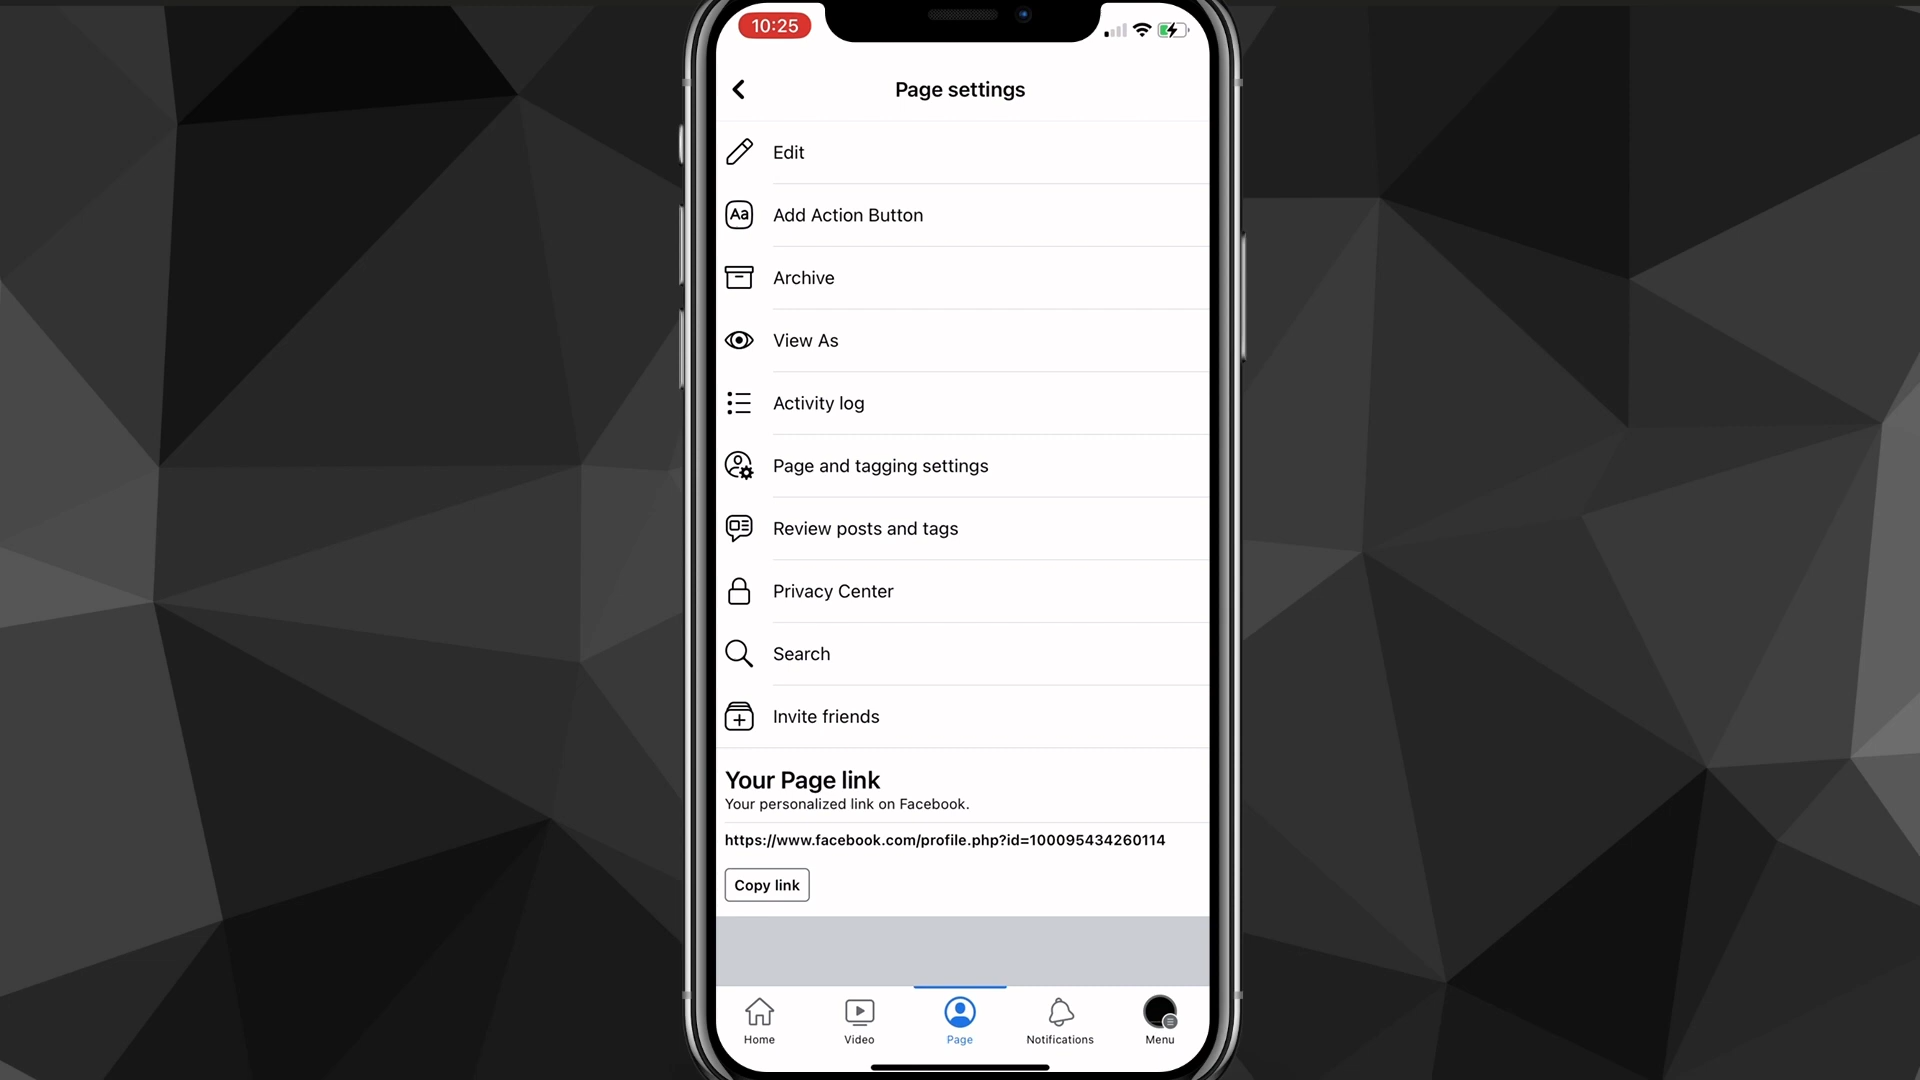 10:25
Page settings
Edit
Aa
Add Action Button
Archive
View As
Activity log
Page and tagging settings
Review posts and tags
Privacy Center
Search
Invite friends
Your Page link
Your personalized link on Facebook.
https://www.facebook.com/profile.php?id=100095434260114
Copy link
Home
Video
Page
Notifications
Menu